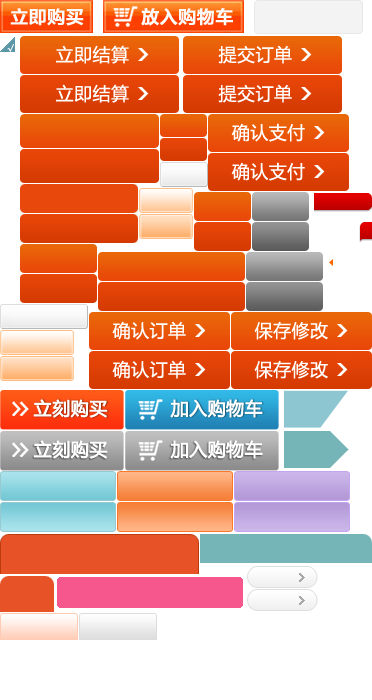 立即购买 放入购物车
立即结算 提交订单
立即结算 提交订单
确认支付
确认支付
确认订单 保存修改
确认订单 保存修改
立刻购买 加入购物车
立刻购买 加入购物车